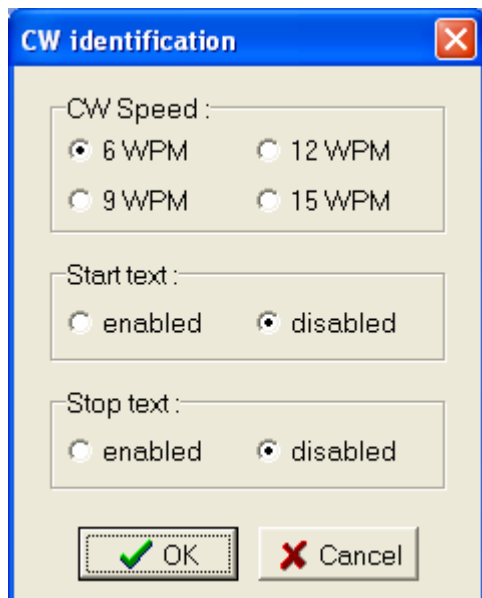 CW identification
CW Speed :
6 WPM 12 WPM
9 WPM 15 WPM
Start text :
enabled disabled
Stop text :
enabled disabled
OK Cancel